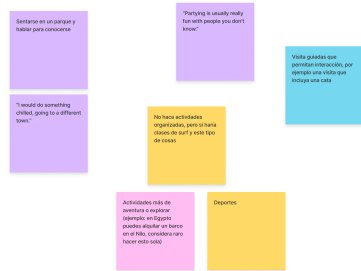 Sentarse en un parque y
hablar para conocerse
"Partying is usually really
fun with people you don't
know."
Visita guiadas que
permitan interacción, por
ejemplo una visita que
incluya una cata
"I would do something
chilled, going to a different
town."
No hace activdades
organizadas, pero si haría
clases de surf y este tipo
de cosas
Actividades más de
aventura o explorar
(ejemplo: en Egypto
puedes alquilar un barco
en el Nilo, considera raro
hacer esto sola)
Deportes